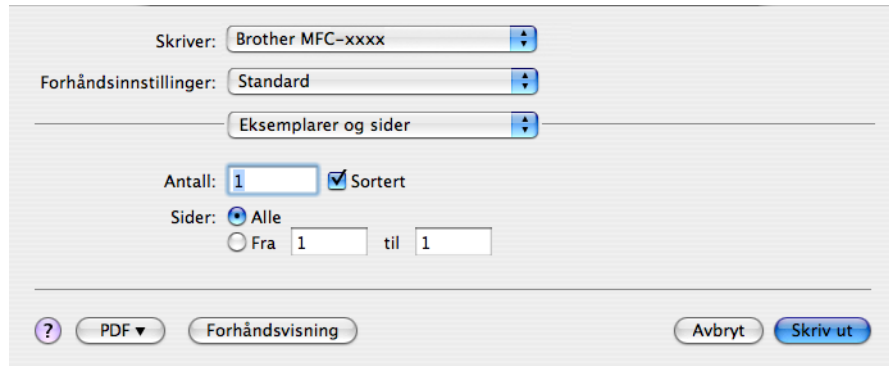 Skriver: Brother MFC-xxxx
Forhåndsinnstillinger: Standard
Eksemplarer og sider
Antall: 1 Sortert
Sider: Alle
Fra 1 til 1
? PDF ▼ Forhåndsvisning Avbryt Skriv ut